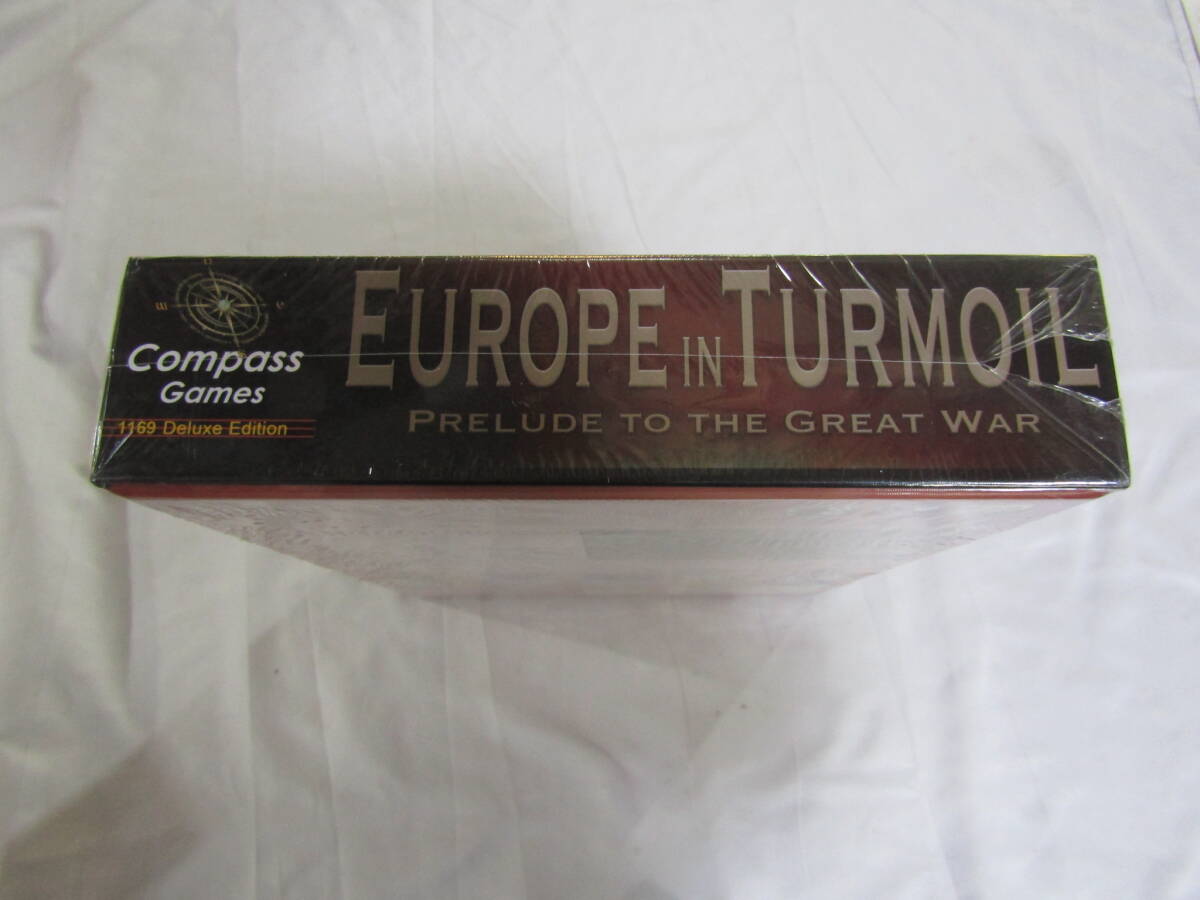 Compass
Games
1169 Deluxe Edition
EUROPE IN TURMOIL
PRELUDE TO THE GREAT WAR